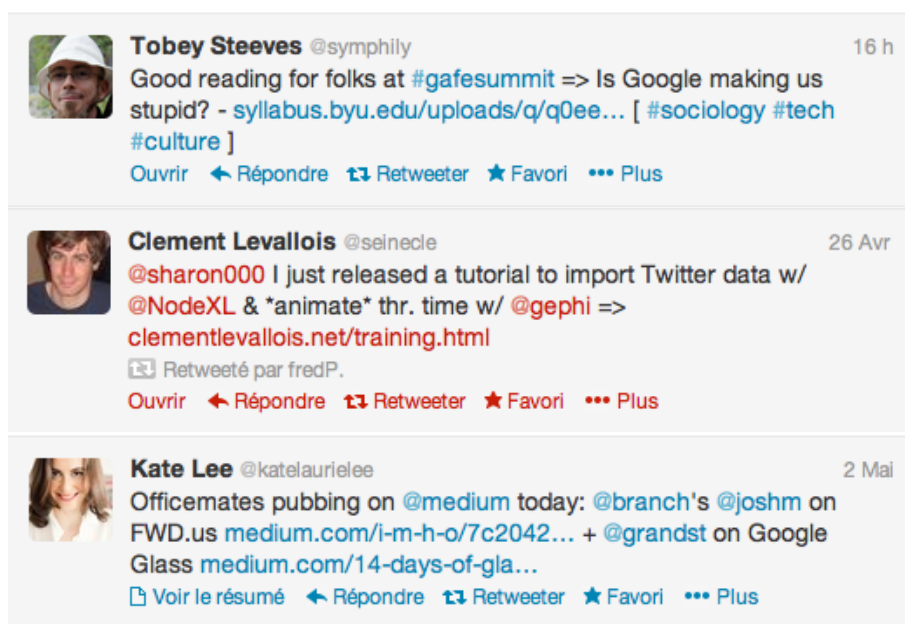 Tobey Steeves @symphily 16 h
Good reading for folks at #gafesummit => Is Google making us
stupid? - syllabus.byu.edu/uploads/q/q0ee... [ #sociology #tech
#culture ]
Ouvrir Répondre Retweeter Favori ••• Plus
Clement Levallois @seinecle 26 Avr
@sharon000 I just released a tutorial to import Twitter data w/
@NodeXL & *animate* thr. time w/ @gephi =>
clementlevallois.net/training.html
Retweeté par fredP.
Ouvrir Répondre Retweeter Favori ••• Plus
Kate Lee @katelaurielee 2 Mai
Officemates pubbing on @medium today: @branch's @joshm on
FWD.us medium.com/i-m-h-o/7c2042... + @grandst on Google
Glass medium.com/14-days-of-gla...
Voir le résumé Répondre Retweeter Favori ••• Plus